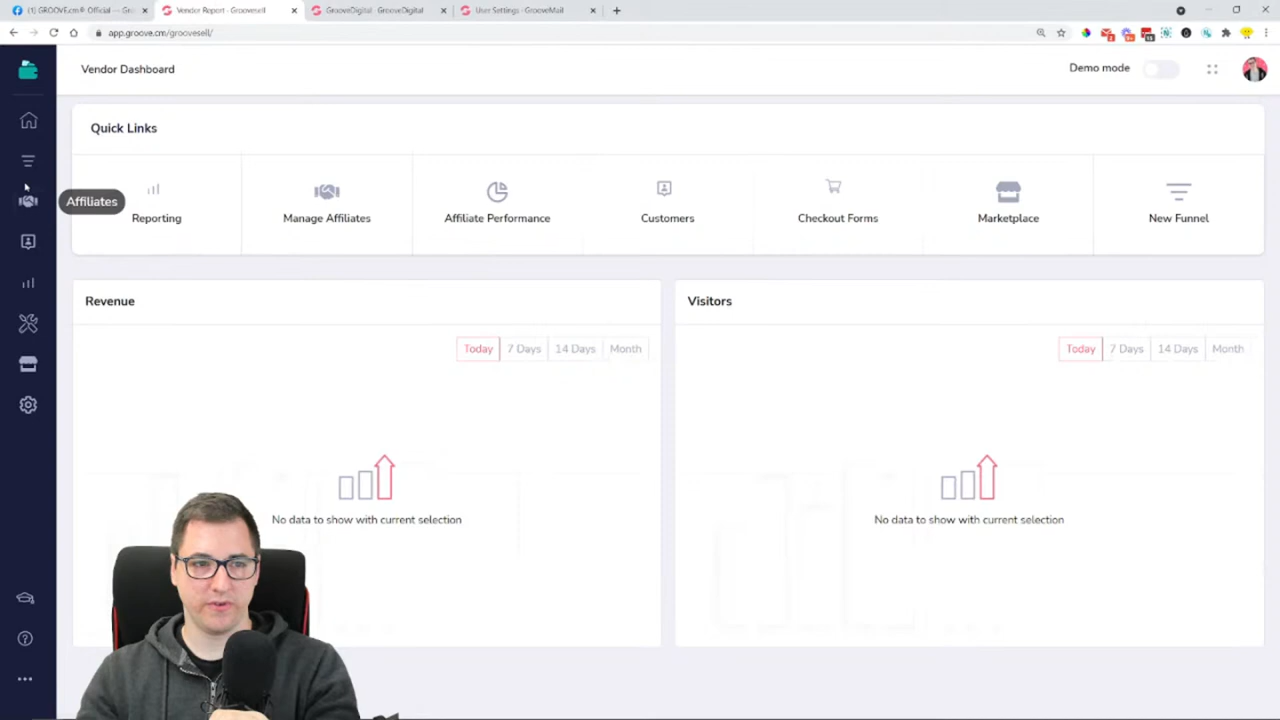 (1) GROOVE.cm® Official — Gro
Vendor Report - Groovesell
GrooveDigital - GrooveDigital
User Settings - GrooveMail
app.groove.cm/groovesell/
Vendor Dashboard
Demo mode
Quick Links
Affiliates
Reporting
Manage Affiliates
Affiliate Performance
Customers
Checkout Forms
Marketplace
New Funnel
Revenue
Today 7 Days 14 Days Month
No data to show with current selection
Visitors
Today 7 Days 14 Days Month
No data to show with current selection